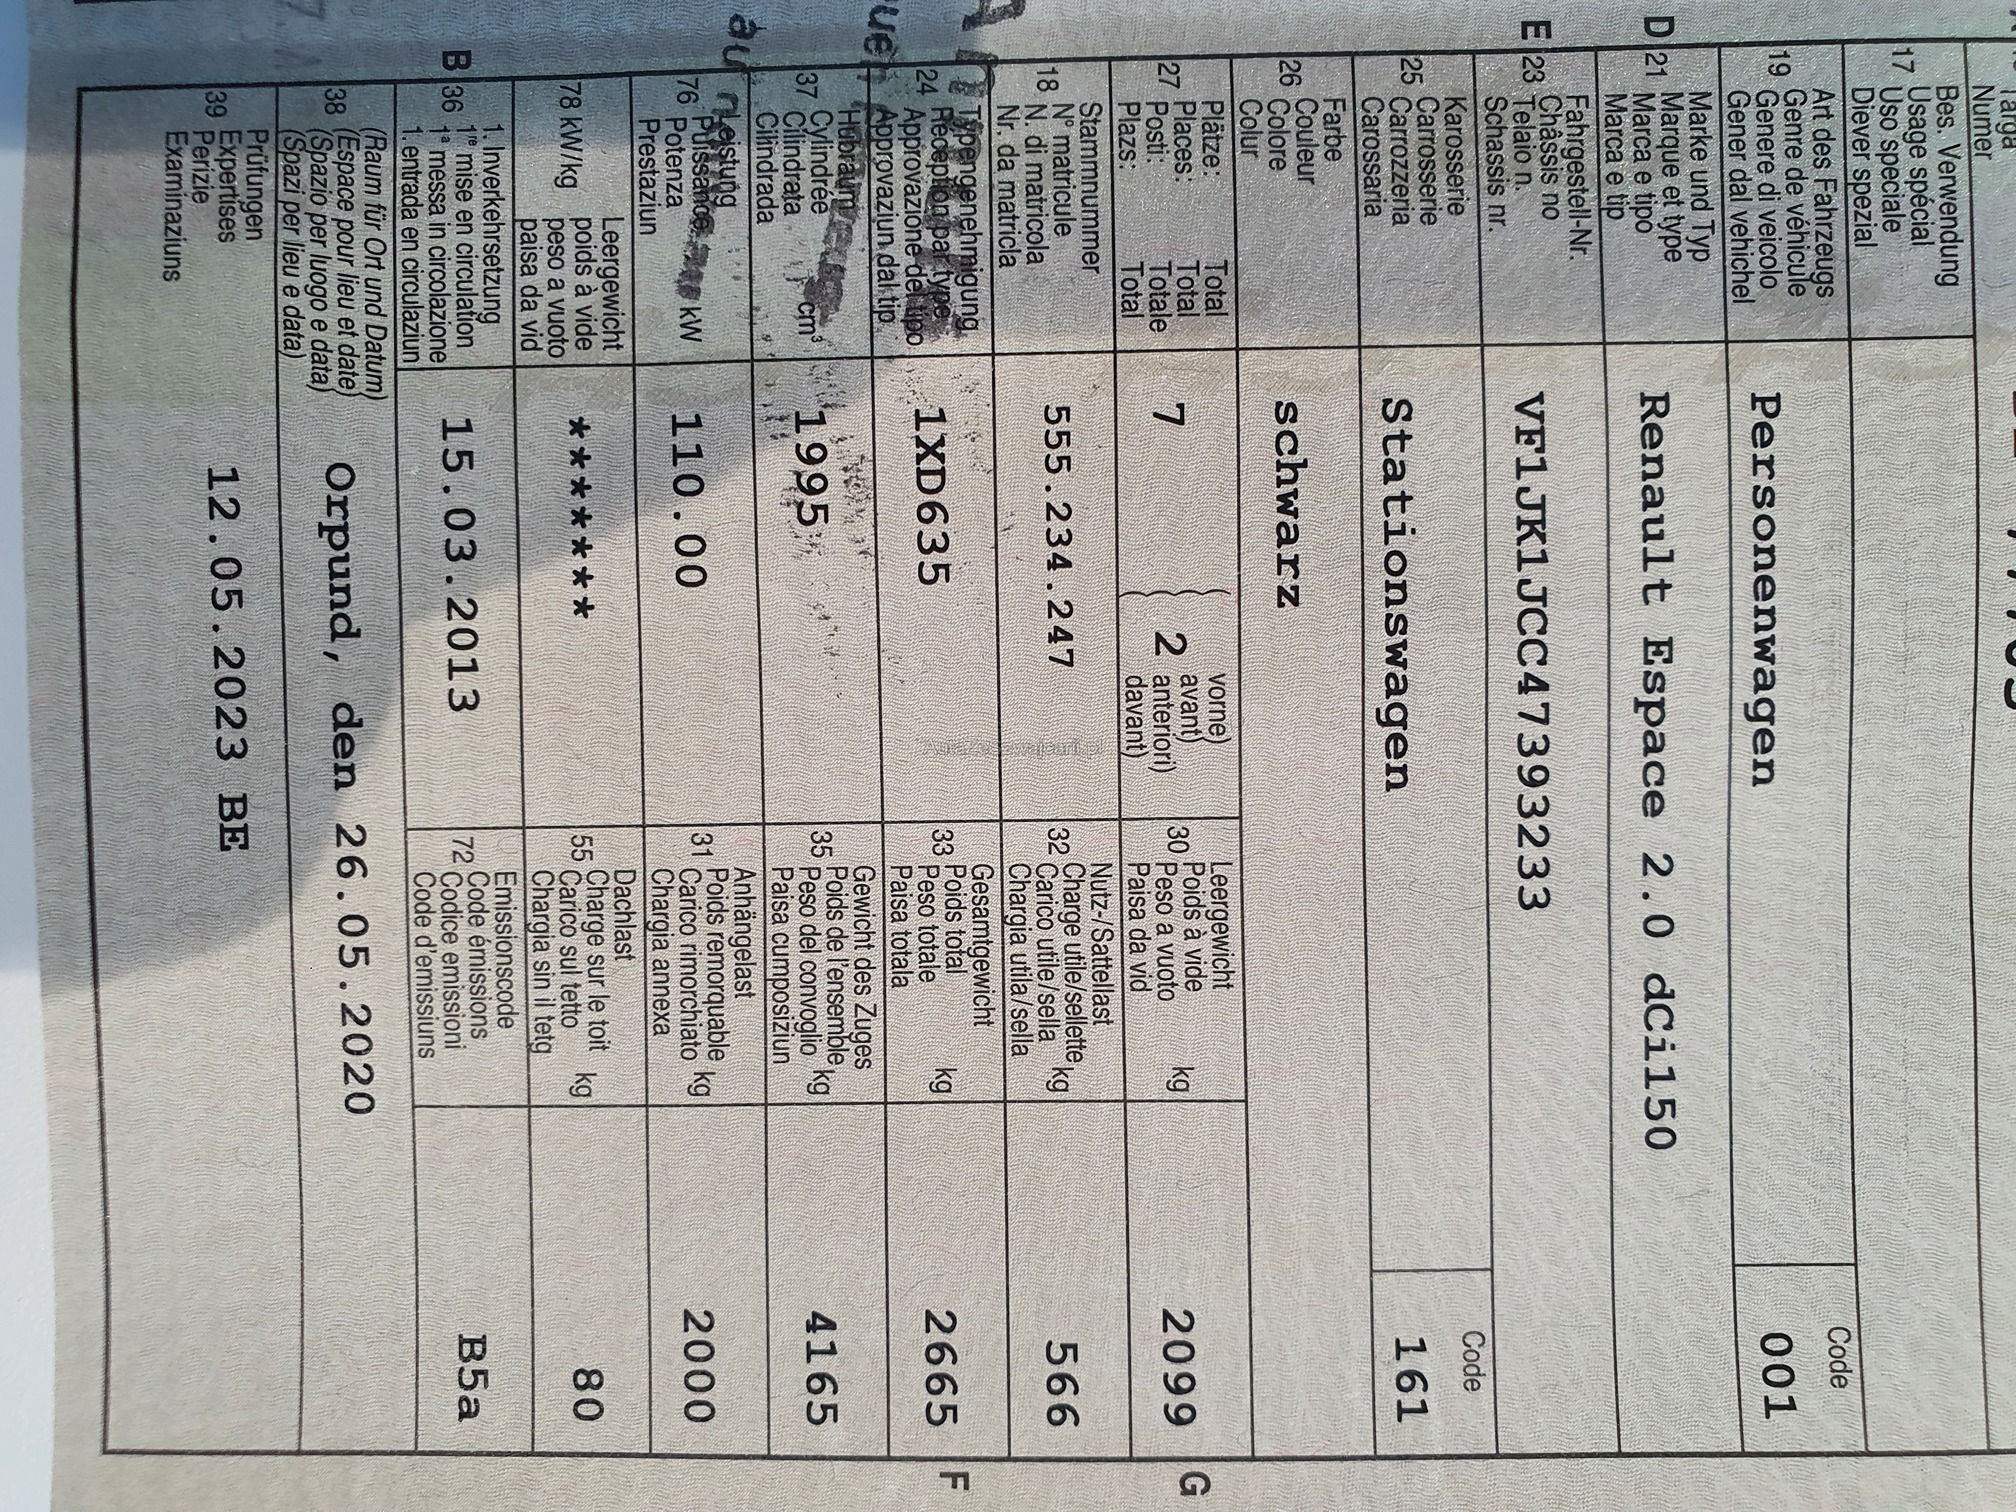 Numer
Bes. Verwendung
17 Usage spécial
Uso speciale
Diever spezial
Art des Fahrzeugs
19 Genre de véhicule
Genere di veicolo
Gener dal vehichel
Personenwagen
Code
001
Marke und Typ
D 21 Marque et type
Marca e tipo
Marca e tip
Renault Espace 2.0 dCi150
Fahrgestell-Nr.
E 23 Châssis no
Telaio n.
Schassis nr.
VF1JK1JCC47393233
Karosserie
25 Carrosserie
Carrozzeria
Carossaria
Stationswagen
Code
161
Farbe
26 Couleur
Colore
Colur
schwarz
Plätze: Total
27 Places: Total
Posti: Totale
Plazs: Total
7
2
vorne)
avant)
anteriori)
davant)
Leergewicht
30 Poids à vide
Peso a vuoto kg
Paisa da vid
2099
G
Stammnummer
18 N° matricule
N. di matricola
Nr. da matricla
555.234.247
Nutz-/Sattellast
32 Charge utile/sellette
Carico utile/sella kg
Chargia utila/sella
566
Typengenehmigung
24 Réception par type
Approvazione del tipo
Approvaziun dal tip
1XD635
Gesamtgewicht
33 Poids total
Peso totale kg
Paisa totala
2665
F
Hubraum
37 Cylindrée
Cilindrata cm³
Cilindrada
1995
Gewicht des Zuges
35 Poids de l'ensemble
Peso del convoglio kg
Paisa cumposiziun
4165
Leistung
76 Puissance kW
Potenza
Prestaziun
110.00
Anhängelast
31 Poids remorquable
Carico rimorchiato kg
Chargia annexa
2000
78 kW/kg
Leergewicht
poids à vide
peso a vuoto
paisa da vid
*******
Dachlast
55 Charge sur le toit
Carico sul tetto kg
Chargia sin il tetg
80
1. Inverkehrsetzung
B 36 1re mise en circulation
1a messa in circolazione
1. entrada en circulaziun
15.03.2013
Emissionscode
72 Code émissions
Codice emissioni
Code d'emissiuns
B5a
(Raum für Ort und Datum)
38 (Espace pour lieu et date)
(Spazio per luogo e data)
(Spazi per lieu e data)
Orpund, den 26.05.2020
Prüfungen
39 Expertises
Perizie
Examinaziuns
12.05.2023 BE